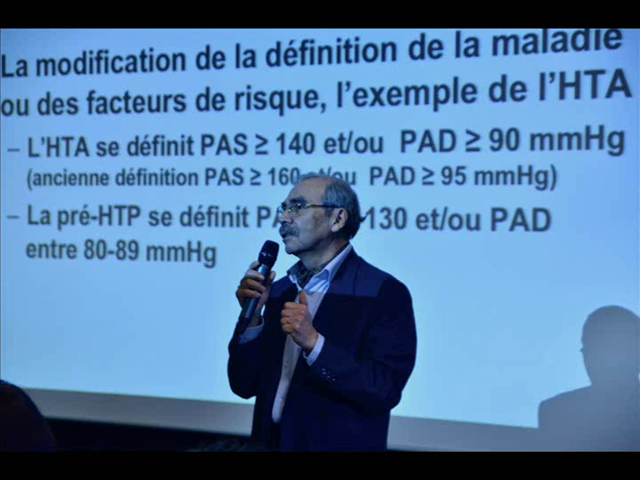 La modification de la définition de la maladie
ou des facteurs de risque, l’exemple de l’HTA
– L’HTA se définit PAS ≥ 140 et/ou PAD ≥ 90 mmHg
(ancienne définition PAS ≥ 160 et/ou PAD ≥ 95 mmHg)
– La pré-HTP se définit 130 et/ou PAD
entre 80-89 mmHg